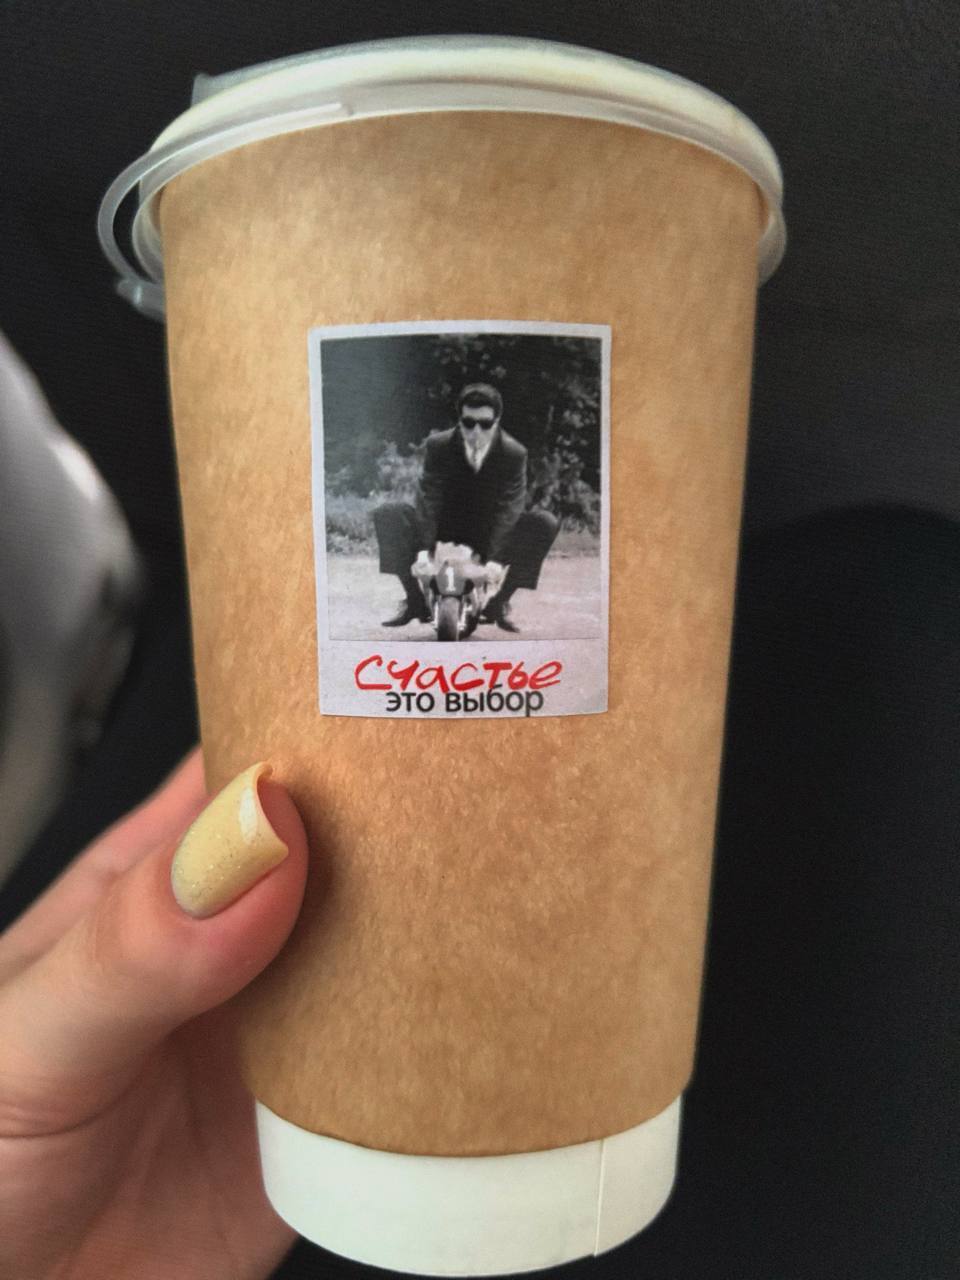 1
Счастье
это выбор